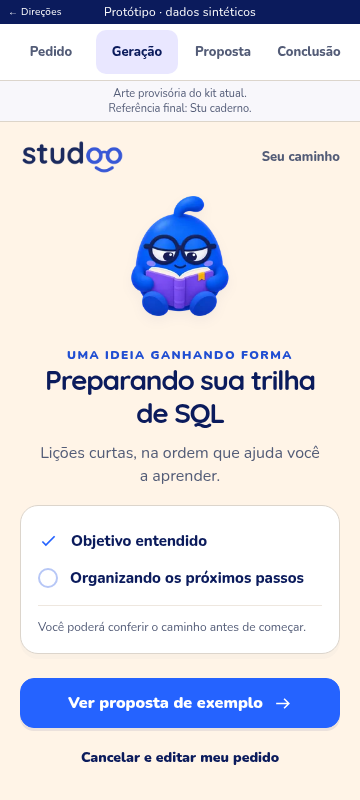 ← Direções
Protótipo · dados sintéticos
Pedido
Geração
Proposta
Conclusão
Arte provisória do kit atual.
Referência final: Stu caderno.
studoo
Seu caminho
UMA IDEIA GANHANDO FORMA
Preparando sua trilha
de SQL
Lições curtas, na ordem que ajuda você
a aprender.
Objetivo entendido
Organizando os próximos passos
Você poderá conferir o caminho antes de começar.
Ver proposta de exemplo →
Cancelar e editar meu pedido